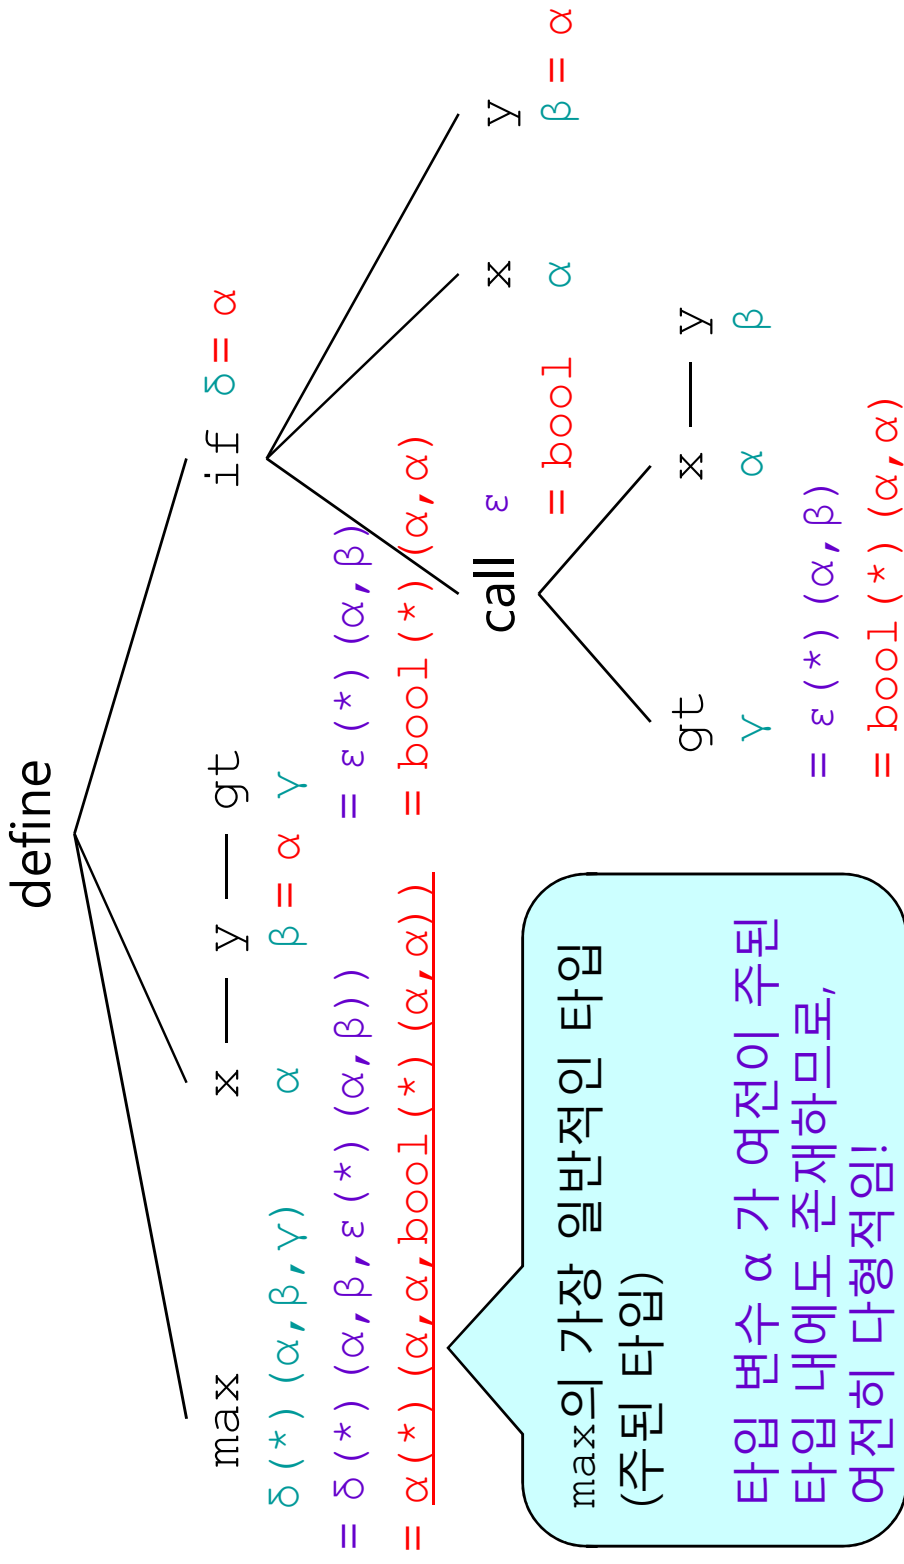 define
max
x
y
gt
if
δ = α
δ(*)(α,β,γ)
α
β = α
γ
= δ(*)(α,β,ε(*)(α,β))
= ε(*)(α,β)
= α(*)(α,α,bool(*)(α,α))
= bool(*)(α,α)
call
ε
x
y
= bool
α
β = α
gt
x
y
γ
α
β
= ε(*)(α,β)
= bool(*)(α,α)
max의 가장 일반적인 타입
(주된 타입)
타입 변수 α 가 여전이 주된
타입 내에도 존재하므로,
여전히 다형적임!